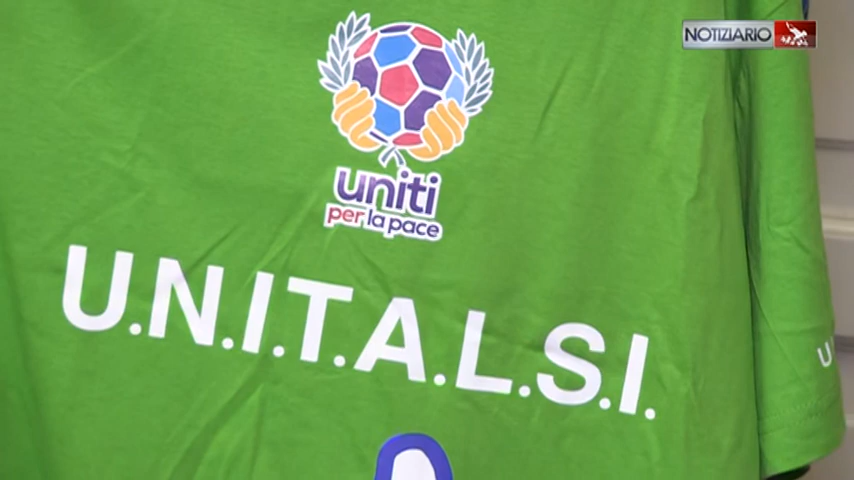 NOTIZIARIO
uniti
per la pace
U.N.I.T.A.L.S.I.
U